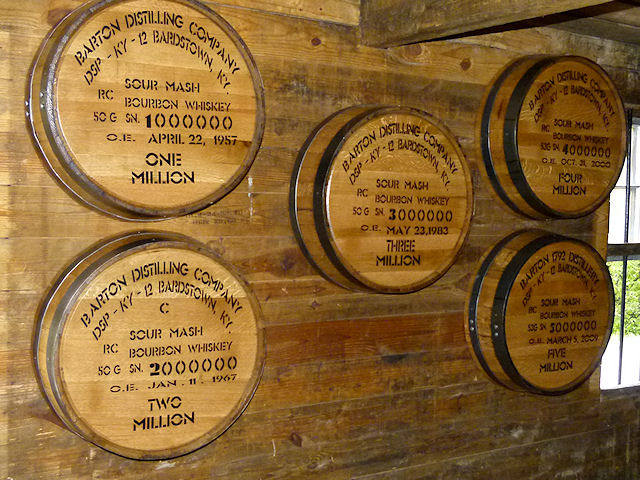 BARTON DISTILLING COMPANY
DSP - KY - 12 BARDSTOWN, KY.
SOUR MASH
RC BOURBON WHISKEY
50 G SN. 1000000
O.E. APRIL 22, 1957
ONE
MILLION
BARTON DISTILLING COMPANY
DSP - KY - 12 BARDSTOWN, KY.
C
SOUR MASH
RC BOURBON WHISKEY
50 G SN. 2000000
O.E. JAN. 11 - 1967
TWO
MILLION
BARTON DISTILLING COMPANY
DSP - KY - 12 BARDSTOWN, KY.
SOUR MASH
RC BOURBON WHISKEY
50 G SN. 3000000
O.E. MAY 23, 1983
THREE
MILLION
BARTON DISTILLING COMPANY
DSP - KY - 12 BARDSTOWN, KY.
SOUR MASH
RC BOURBON WHISKEY
53G SN. 4000000
O.E. OCT. 31, 2000
FOUR
MILLION
BARTON 1792 DISTILLERY
DSP - KY - 12 BARDSTOWN, KY.
SOUR MASH
RC BOURBON WHISKEY
53G SN. 5000000
O.E. MARCH 5, 2009
FIVE
MILLION